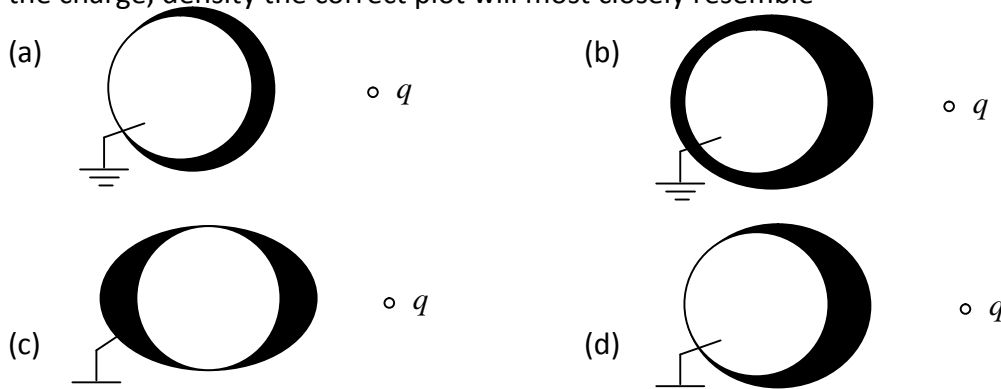 the charge, density the correct plot will most closely resemble
(a) q (b) q
(c) q (d) q